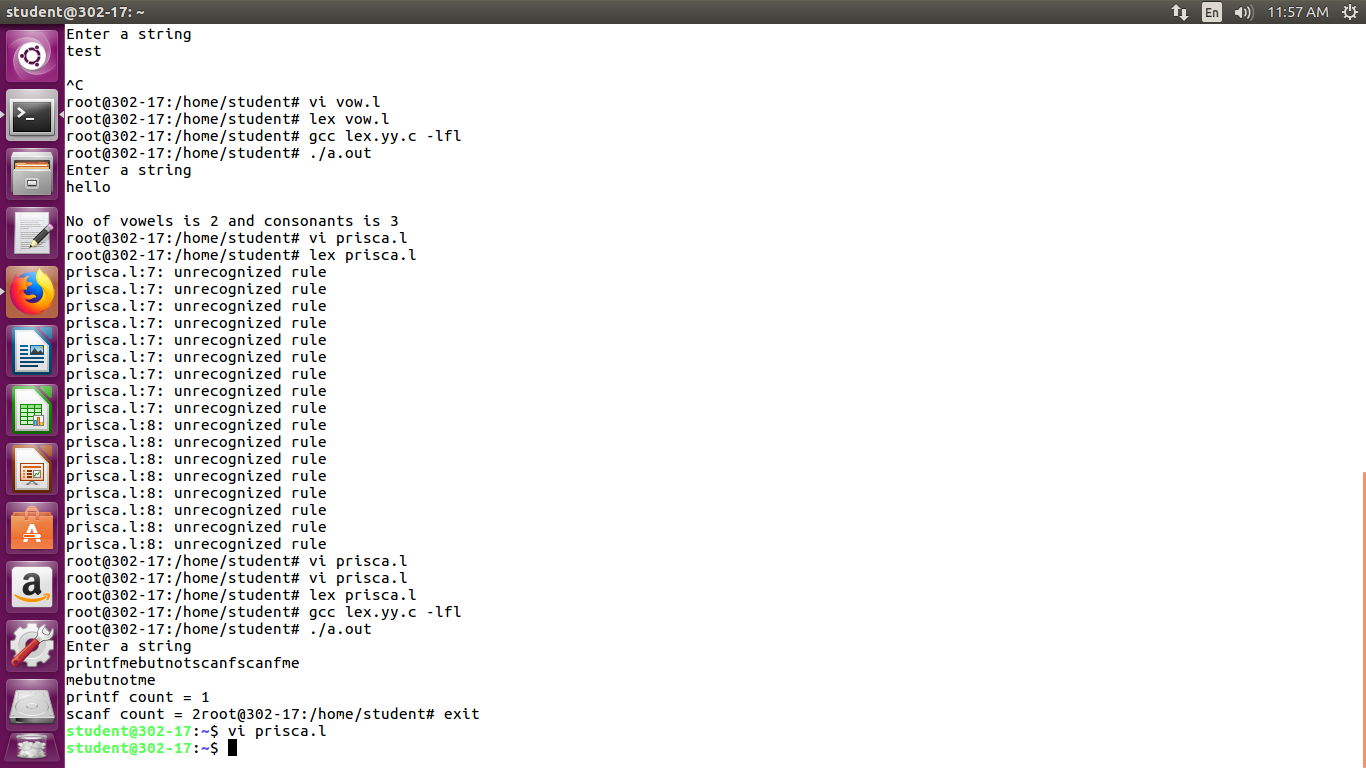 student@302-17: ~
En
11:57 AM
Enter a string
test
^C
root@302-17:/home/student# vi vow.l
root@302-17:/home/student# lex vow.l
root@302-17:/home/student# gcc lex.yy.c -lfl
root@302-17:/home/student# ./a.out
Enter a string
hello
No of vowels is 2 and consonants is 3
root@302-17:/home/student# vi prisca.l
root@302-17:/home/student# lex prisca.l
prisca.l:7: unrecognized rule
prisca.l:7: unrecognized rule
prisca.l:7: unrecognized rule
prisca.l:7: unrecognized rule
prisca.l:7: unrecognized rule
prisca.l:7: unrecognized rule
prisca.l:7: unrecognized rule
prisca.l:7: unrecognized rule
prisca.l:7: unrecognized rule
prisca.l:8: unrecognized rule
prisca.l:8: unrecognized rule
prisca.l:8: unrecognized rule
prisca.l:8: unrecognized rule
prisca.l:8: unrecognized rule
prisca.l:8: unrecognized rule
prisca.l:8: unrecognized rule
prisca.l:8: unrecognized rule
root@302-17:/home/student# vi prisca.l
root@302-17:/home/student# vi prisca.l
root@302-17:/home/student# lex prisca.l
root@302-17:/home/student# gcc lex.yy.c -lfl
root@302-17:/home/student# ./a.out
Enter a string
printfmebutnotscanfscanfme
mebutnotme
printf count = 1
scanf count = 2root@302-17:/home/student# exit
student@302-17:~$ vi prisca.l
student@302-17:~$